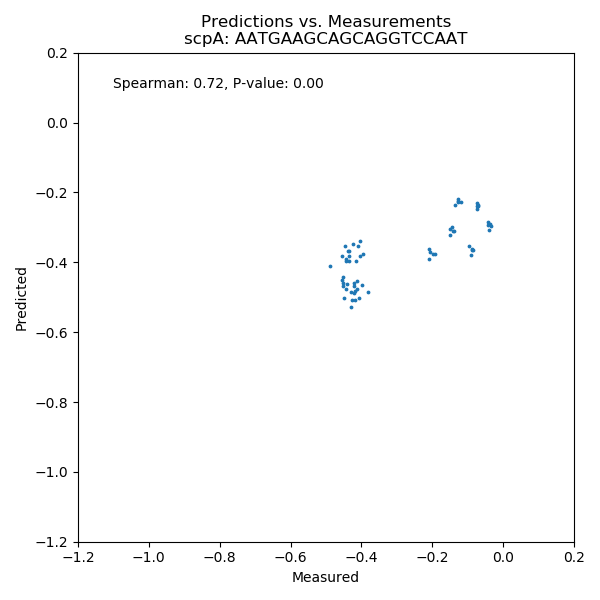 Predictions vs. Measurements
scpA: AATGAAGCAGCAGGTCCAAT
Spearman: 0.72, P-value: 0.00
0.2
0.0
−0.2
−0.4
−0.6
−0.8
−1.0
−1.2
Predicted
−1.2 −1.0 −0.8 −0.6 −0.4 −0.2 0.0 0.2
Measured